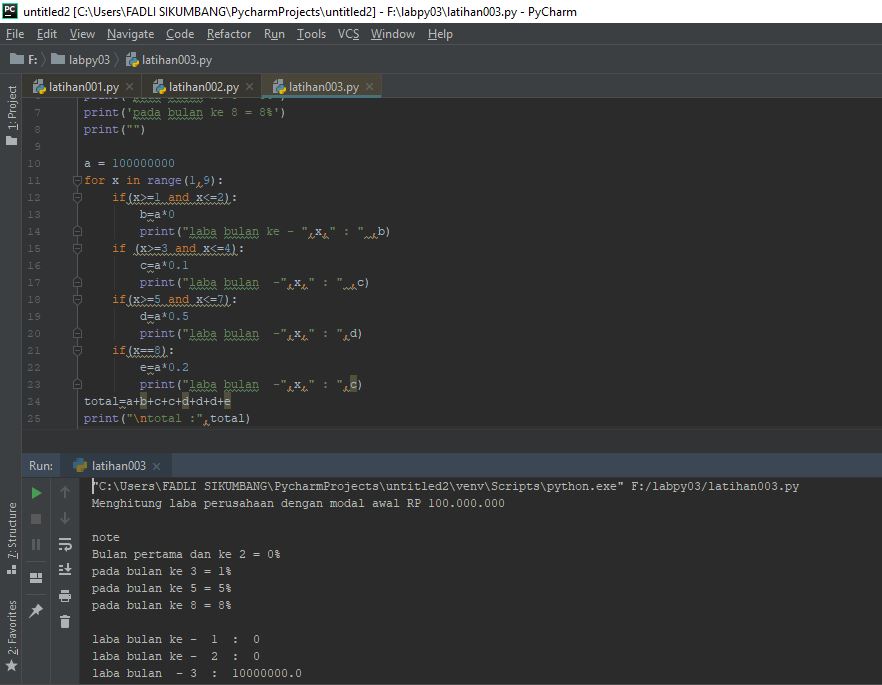 untitled2 [C:\Users\FADLI SIKUMBANG\PycharmProjects\untitled2] - F:\labpy03\latihan003.py - PyCharm
File Edit View Navigate Code Refactor Run Tools VCS Window Help
F: labpy03 latihan003.py
latihan001.py latihan002.py latihan003.py
1: Project
7 print('pada bulan ke 8 = 8%')
8 print("")
9
10 a = 100000000
11 for x in range(1,9):
12 if(x>=1 and x<=2):
13 b=a*0
14 print("laba bulan ke - ",x," : " ,b)
15 if (x>=3 and x<=4):
16 c=a*0.1
17 print("laba bulan  -",x," : " ,c)
18 if(x>=5 and x<=7):
19 d=a*0.5
20 print("laba bulan  -",x," : ",d)
21 if(x==8):
22 e=a*0.2
23 print("laba bulan  -",x," : ",c)
24 total=a+b+c+c+d+d+d+e
25 print("\ntotal :",total)
Run: latihan003
"C:\Users\FADLI SIKUMBANG\PycharmProjects\untitled2\venv\Scripts\python.exe" F:/labpy03/latihan003.py
Menghitung laba perusahaan dengan modal awal RP 100.000.000
note
Bulan pertama dan ke 2 = 0%
pada bulan ke 3 = 1%
pada bulan ke 5 = 5%
pada bulan ke 8 = 8%
laba bulan ke -  1  :  0
laba bulan ke -  2  :  0
laba bulan  - 3  :  10000000.0
7: Structure
2: Favorites